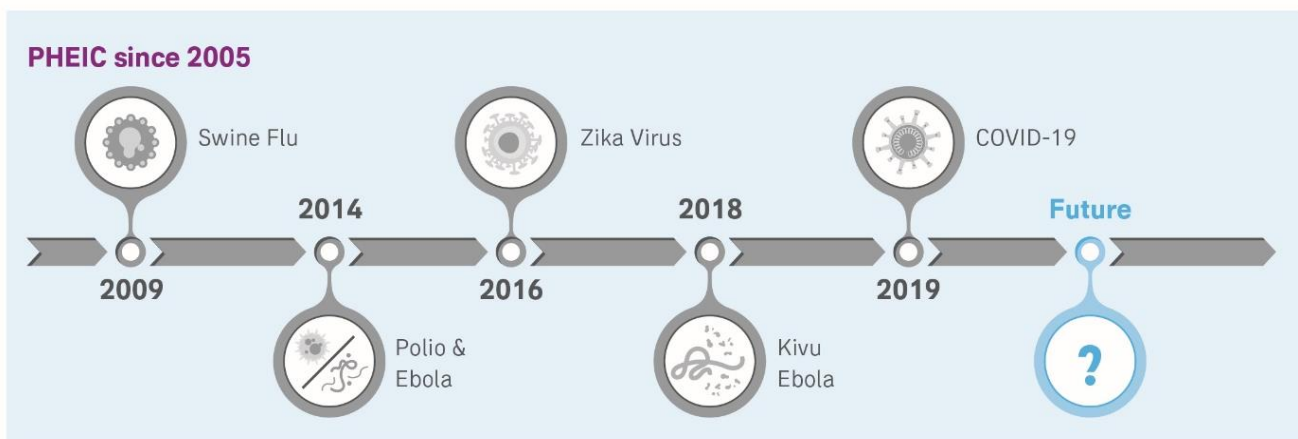 PHEIC since 2005
Swine Flu
Zika Virus
COVID-19
2014
2018
Future
2009
2016
2019
Polio &
Ebola
Kivu
Ebola
?